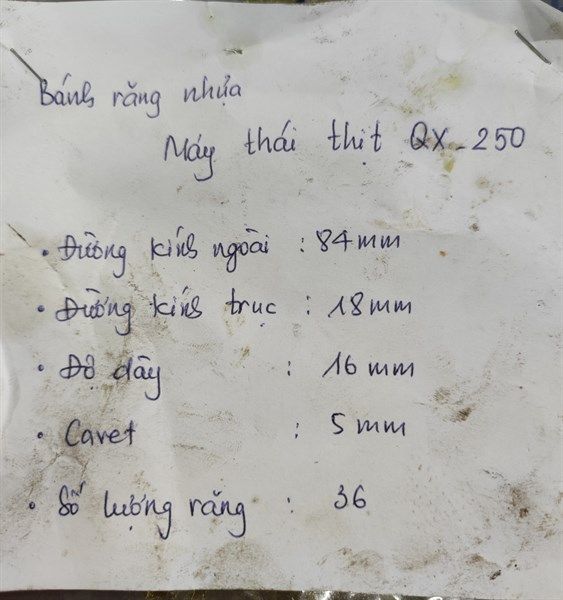 Bánh răng nhựa
Máy thái thịt QX-250
• Đường kính ngoài : 84mm
• Đường kính trục : 18mm
• Độ dày : 16mm
• Cavet : 5mm
• Số lượng răng : 36